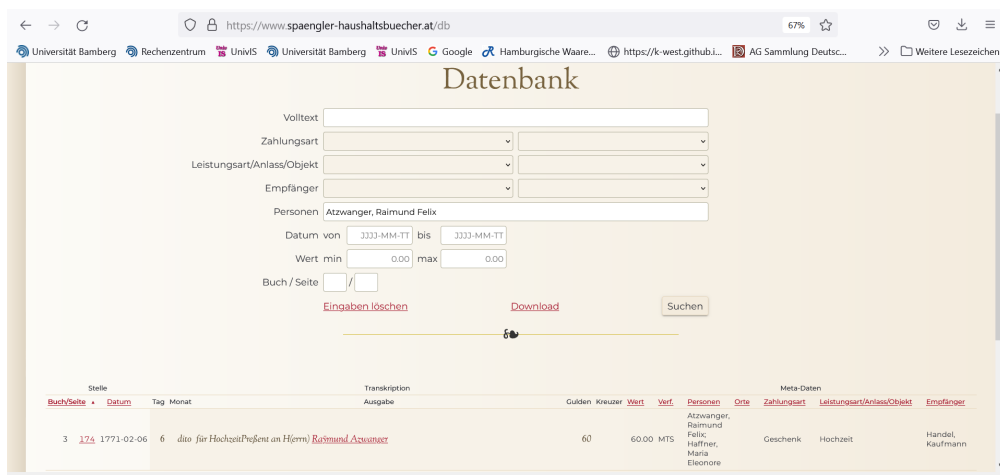 https://www.spaengler-haushaltsbuecher.at/db 67%
Universität Bamberg Rechenzentrum UnivIS Universität Bamberg UnivIS Google Hamburgische Waare... https://k-west.github.i... AG Sammlung Deutsc... Weitere Lesezeichen
Datenbank
Volltext
Zahlungsart
Leistungsart/Anlass/Objekt
Empfänger
Personen Atzwanger, Raimund Felix
Datum von JJJJ-MM-TT bis JJJJ-MM-TT
Wert min 0.00 max 0.00
Buch / Seite /
Eingaben löschen Download Suchen
Stelle Transkription Meta-Daten
Buch/Seite Datum Tag Monat Ausgabe Gulden Kreuzer Wert Verf. Personen Orte Zahlungsart Leistungsart/Anlass/Objekt Empfänger
3 174 1771-02-06 6 dito für HochzeitPreßent an H(errn) Raÿmund Azwanger 60 60.00 MTS Atzwanger, Raimund Felix; Haffner, Maria Eleonore Geschenk Hochzeit Handel, Kaufmann